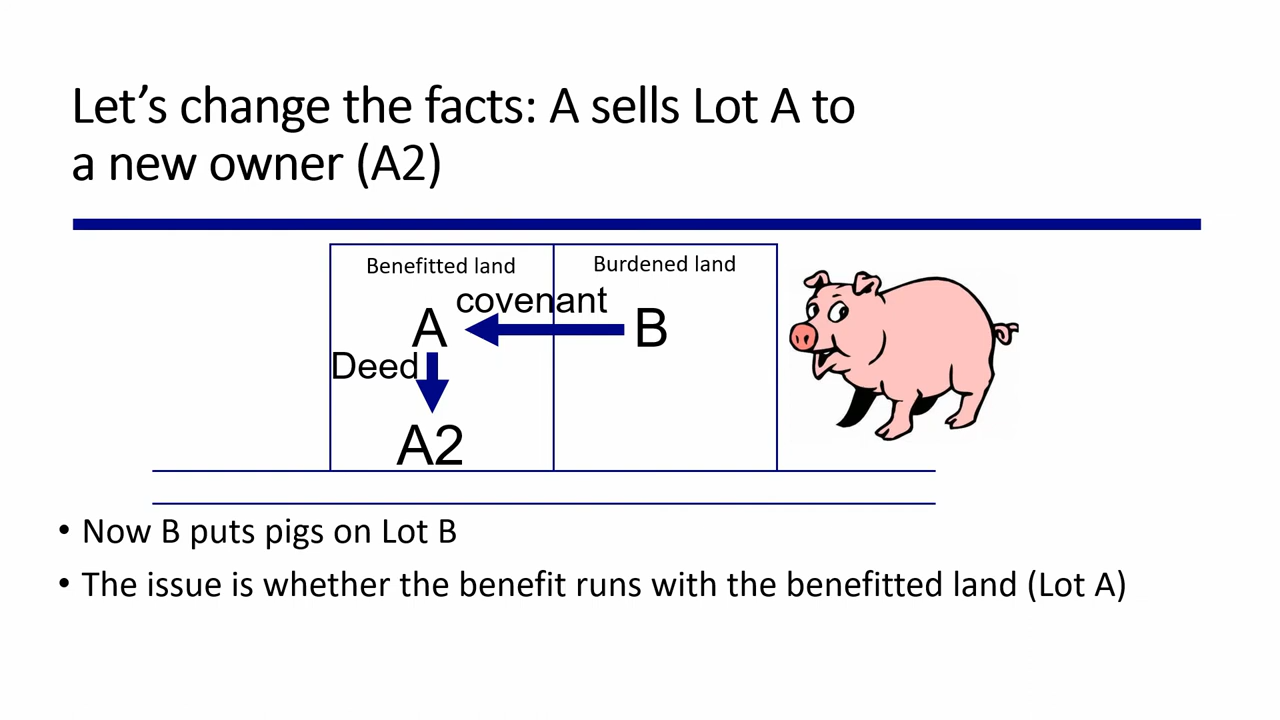 Let’s change the facts: A sells Lot A to
a new owner (A2)
Benefitted land
Burdened land
covenant
A
B
Deed
A2
• Now B puts pigs on Lot B
• The issue is whether the benefit runs with the benefitted land (Lot A)